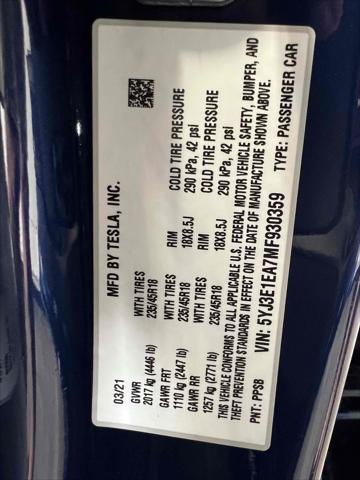 MFD BY TESLA, INC.
03/21
GVWR
2017 kg (4446 lb)
GAWR FRT WITH TIRES RIM COLD TIRE PRESSURE
1110 kg (2447 lb) 235/45R18 18X8.5J 290 kPa, 42 psi
GAWR RR WITH TIRES RIM COLD TIRE PRESSURE
1257 kg (2771 lb) 235/45R18 18X8.5J 290 kPa, 42 psi
THIS VEHICLE CONFORMS TO ALL APPLICABLE U.S. FEDERAL MOTOR VEHICLE SAFETY, BUMPER, AND
THEFT PREVENTION STANDARDS IN EFFECT ON THE DATE OF MANUFACTURE SHOWN ABOVE.
VIN: 5YJ3E1EA7MF930359
PNT: PPSB TYPE: PASSENGER CAR